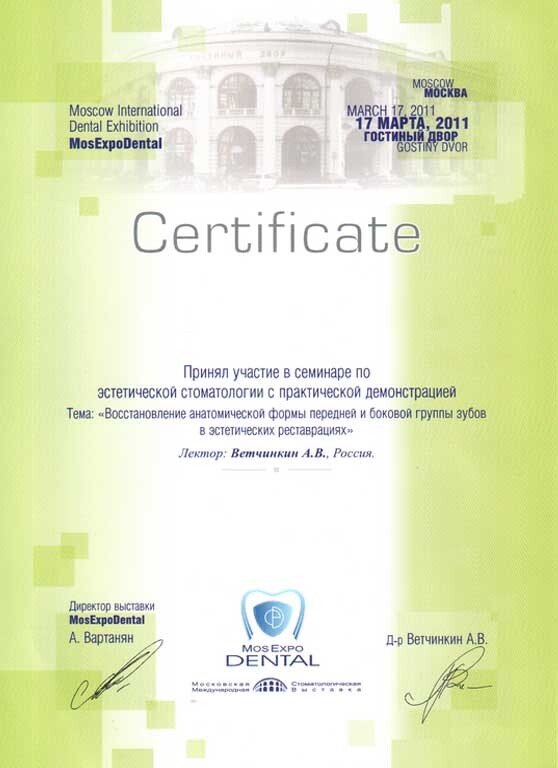 Moscow International
Dental Exhibition
MosExpoDental
MOSCOW
МОСКВА
MARCH 17, 2011
17 МАРТА, 2011
ГОСТИНЫЙ ДВОР
GOSTINY DVOR
Certificate
Принял участие в семинаре по
эстетической стоматологии с практической демонстрацией
Тема: «Восстановление анатомической формы передней и боковой группы зубов
в эстетических реставрациях»
Лектор: Ветчинкин А.В., Россия.
Директор выставки
MosExpoDental
А. Вартанян
MosExpo
DENTAL
Московская Международная
Стоматологическая Выставка
Д-р Ветчинкин А.В.